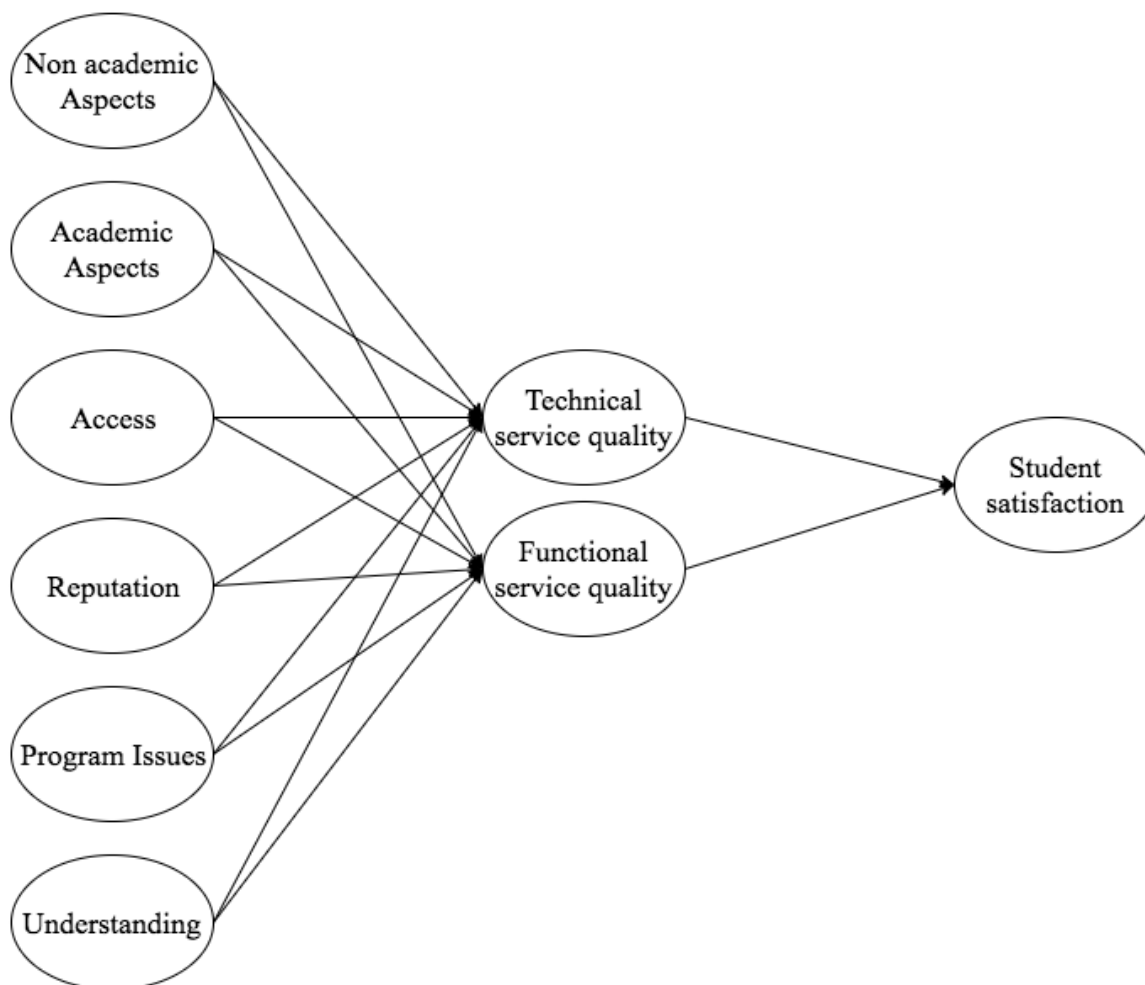 Non academic
Aspects
Academic
Aspects
Access
Reputation
Program Issues
Understanding
Technical
service quality
Functional
service quality
Student
satisfaction